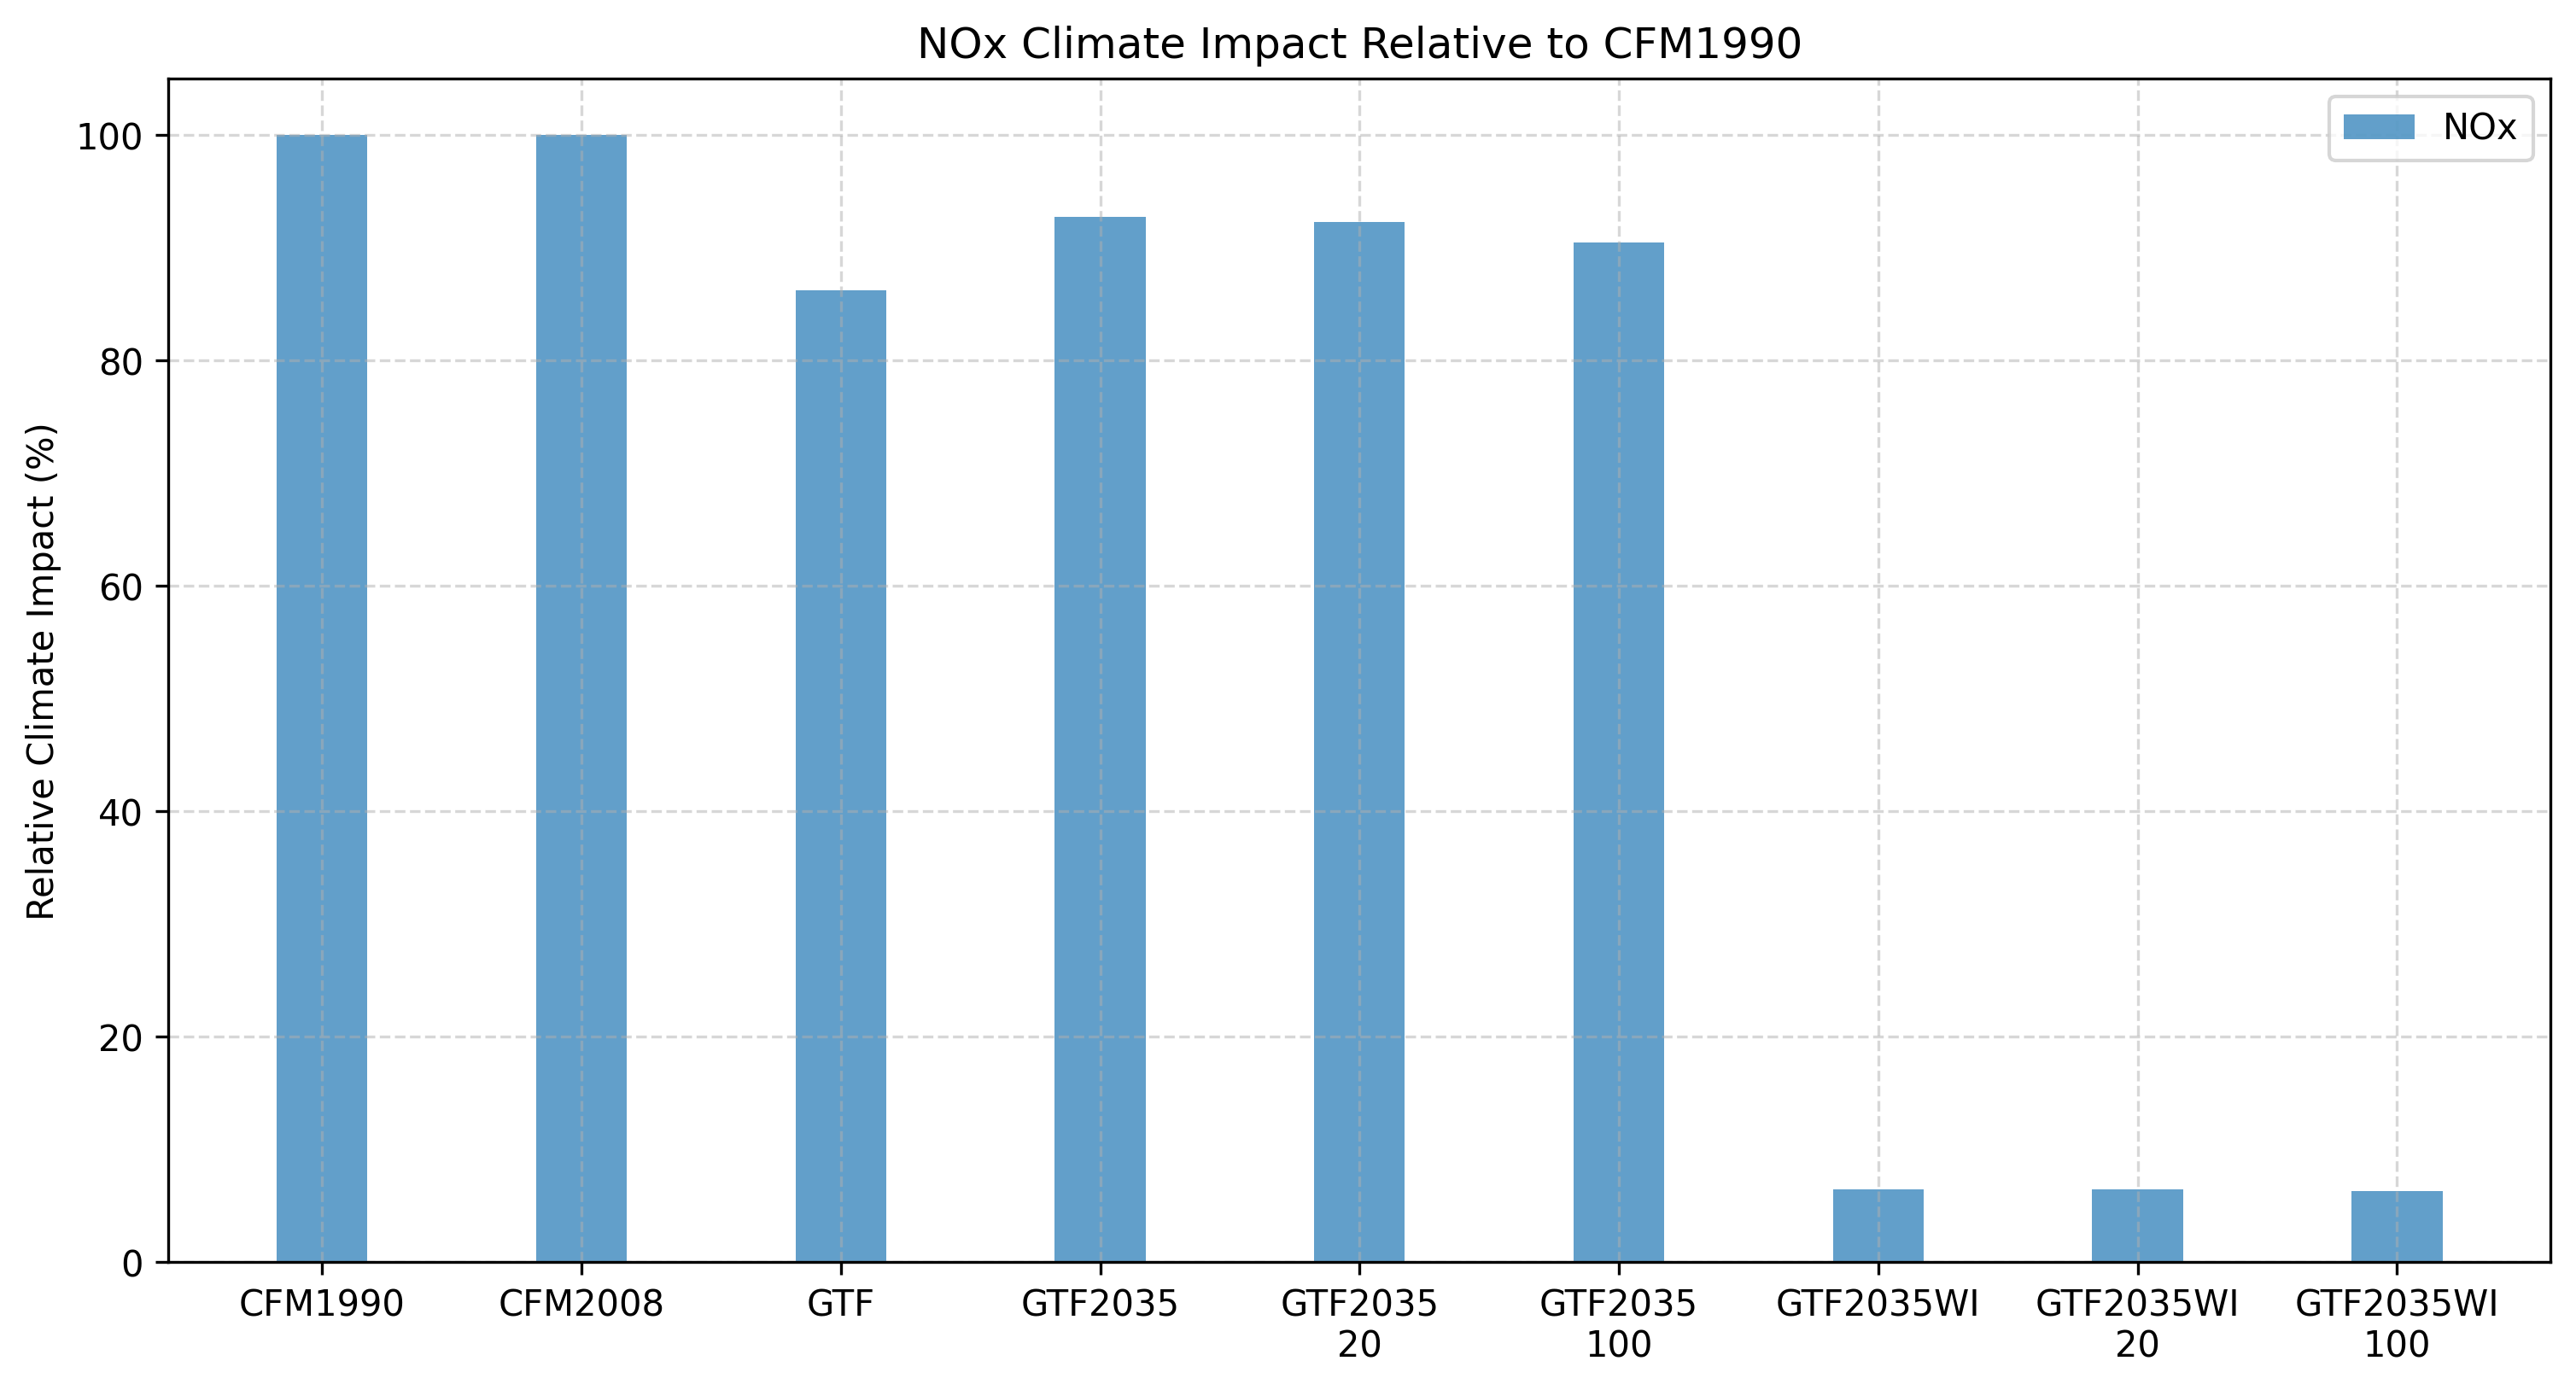 NOx Climate Impact Relative to CFM1990
NOx
Relative Climate Impact (%)
100
80
60
40
20
0
CFM1990
CFM2008
GTF
GTF2035
GTF2035
20
GTF2035
100
GTF2035WI
GTF2035WI
20
GTF2035WI
100